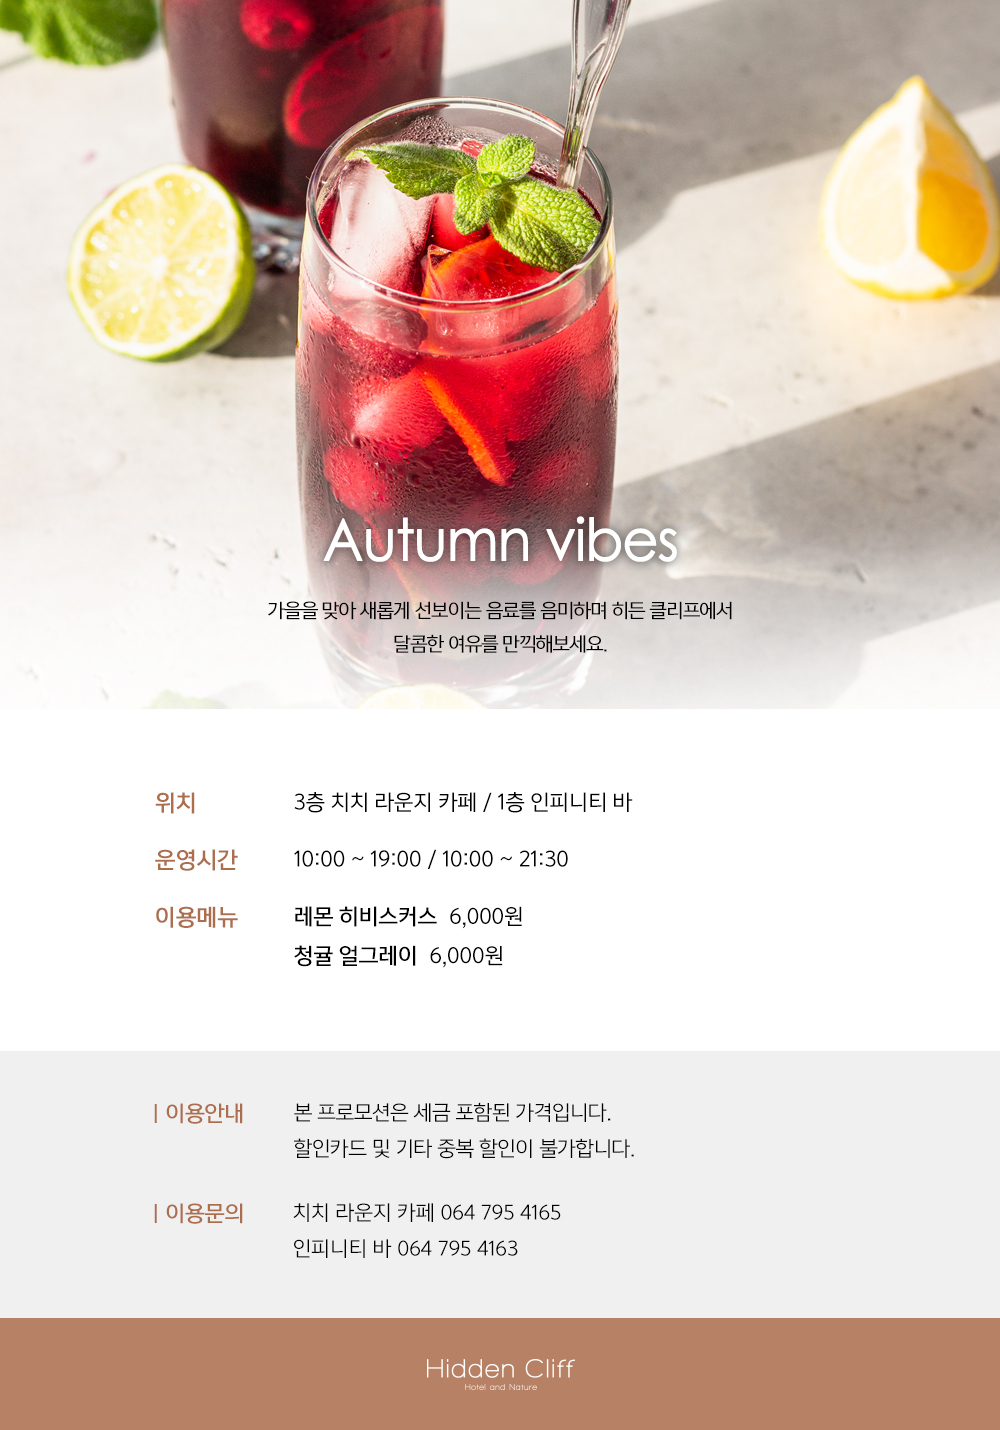 Autumn vibes
가을을 맞아 새롭게 선보이는 음료를 음미하며 히든 클리프에서
달콤한 여유를 만끽해보세요.
위치 3층 치치 라운지 카페 / 1층 인피니티 바
운영시간 10:00 ~ 19:00 / 10:00 ~ 21:30
이용메뉴 레몬 히비스커스 6,000원
청귤 얼그레이 6,000원
| 이용안내 본 프로모션은 세금 포함된 가격입니다.
할인카드 및 기타 중복 할인이 불가합니다.
| 이용문의 치치 라운지 카페 064 795 4165
인피니티 바 064 795 4163
Hidden Cliff
Hotel and Nature